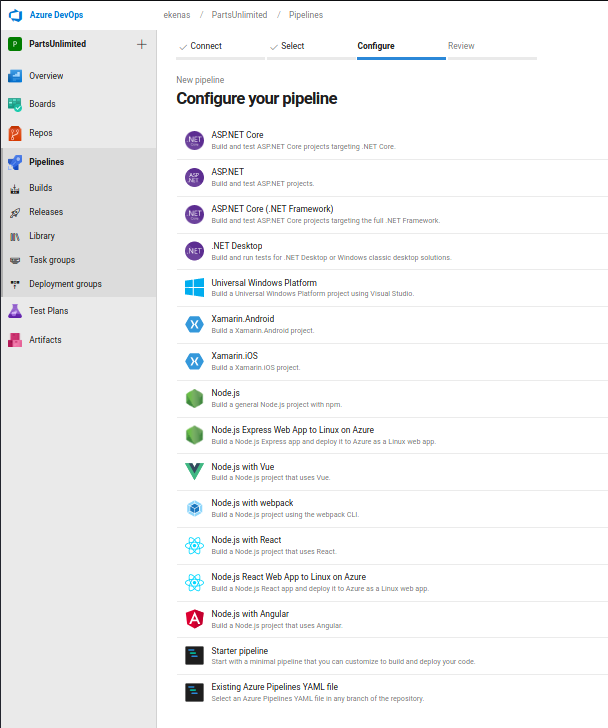 Azure DevOps
ekenas / PartsUnlimited / Pipelines
P PartsUnlimited
Overview
Boards
Repos
Pipelines
Builds
Releases
Library
Task groups
Deployment groups
Test Plans
Artifacts
Connect
Select
Configure
Review
New pipeline
Configure your pipeline
.NET Core
ASP.NET Core
Build and test ASP.NET Core projects targeting .NET Core.
ASP .NET
ASP.NET
Build and test ASP.NET projects.
.NET Core
ASP.NET Core (.NET Framework)
Build and test ASP.NET Core projects targeting the full .NET Framework.
.NET
.NET Desktop
Build and run tests for .NET Desktop or Windows classic desktop solutions.
Universal Windows Platform
Build a Universal Windows Platform project using Visual Studio.
Xamarin.Android
Build a Xamarin.Android project.
Xamarin.iOS
Build a Xamarin.iOS project.
Node.js
Build a general Node.js project with npm.
Node.js Express Web App to Linux on Azure
Build a Node.js Express app and deploy it to Azure as a Linux web app.
Node.js with Vue
Build a Node.js project that uses Vue.
Node.js with webpack
Build a Node.js project using the webpack CLI.
Node.js with React
Build a Node.js project that uses React.
Node.js React Web App to Linux on Azure
Build a Node.js React app and deploy it to Azure as a Linux web app.
Node.js with Angular
Build a Node.js project that uses Angular.
Starter pipeline
Start with a minimal pipeline that you can customize to build and deploy your code.
Existing Azure Pipelines YAML file
Select an Azure Pipelines YAML file in any branch of the repository.